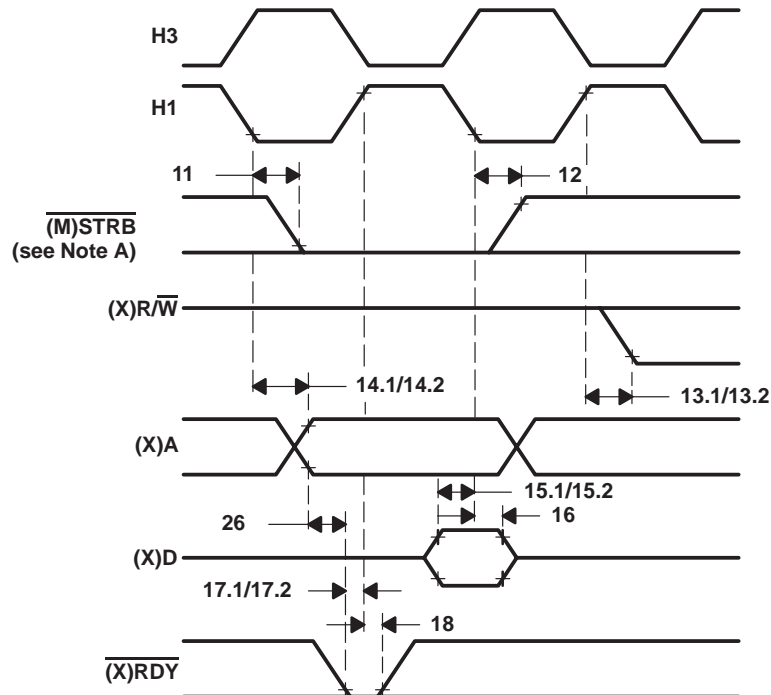 H3
H1
11
12
(M)STRB
(see Note A)
(X)R/W
14.1/14.2
13.1/13.2
(X)A
15.1/15.2
26
16
(X)D
17.1/17.2
18
(X)RDY